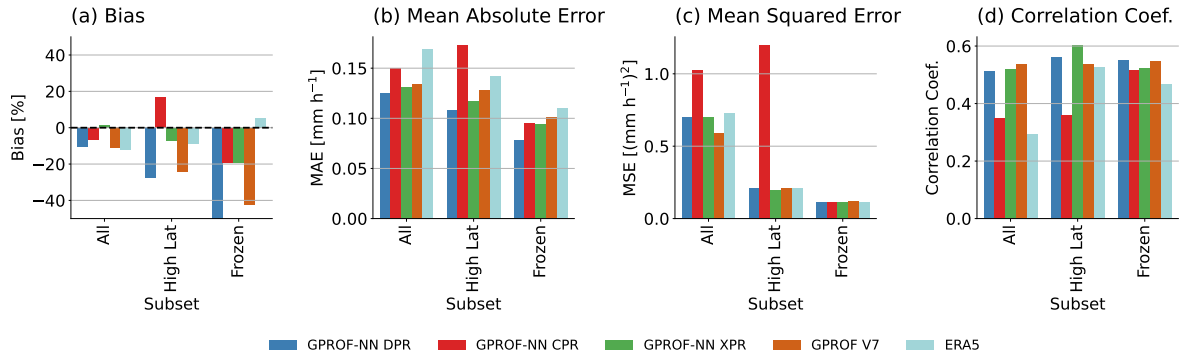 (a) Bias
Bias [%]
40
20
0
−20
−40
All
High Lat
Frozen
Subset
(b) Mean Absolute Error
MAE [mm h⁻¹]
0.15
0.10
0.05
0.00
All
High Lat
Frozen
Subset
(c) Mean Squared Error
MSE [(mm h⁻¹)²]
1.0
0.5
0.0
All
High Lat
Frozen
Subset
(d) Correlation Coef.
Correlation Coef.
0.6
0.4
0.2
0.0
All
High Lat
Frozen
Subset
GPROF-NN DPR GPROF-NN CPR GPROF-NN XPR GPROF V7 ERA5